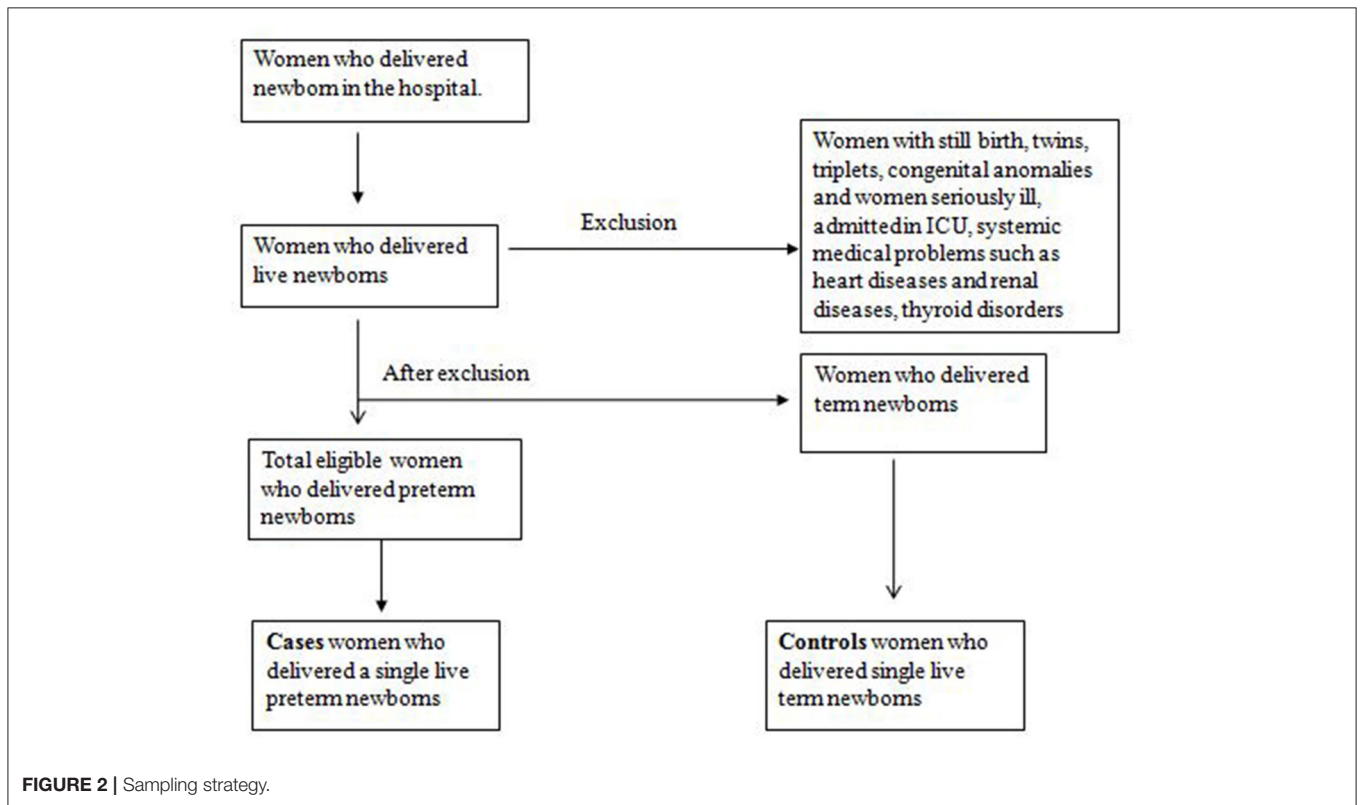 Women who delivered
newborn in the hospital.
Women with still birth, twins,
triplets, congenital anomalies
and women seriously ill,
admitted in ICU, systemic
medical problems such as
heart diseases and renal
diseases, thyroid disorders
Exclusion
Women who delivered
live newborns
After exclusion
Women who delivered
term newborns
Total eligible women
who delivered preterm
newborns
Cases women who
delivered a single live
preterm newborns
Controls women who
delivered single live
term newborns
FIGURE 2 | Sampling strategy.